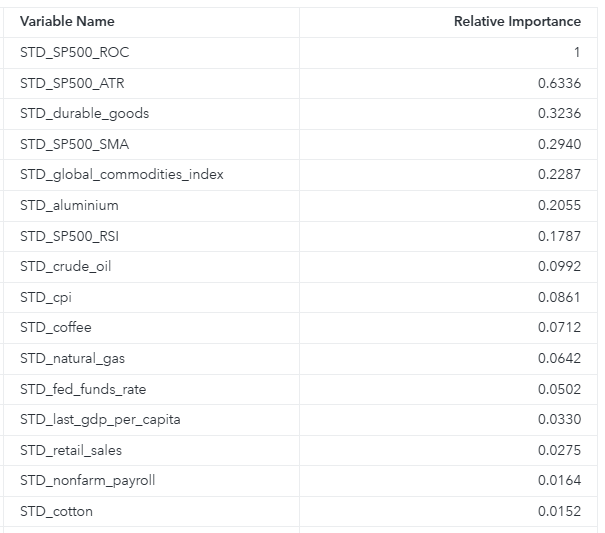 Variable Name Relative Importance
STD_SP500_ROC 1
STD_SP500_ATR 0.6336
STD_durable_goods 0.3236
STD_SP500_SMA 0.2940
STD_global_commodities_index 0.2287
STD_aluminium 0.2055
STD_SP500_RSI 0.1787
STD_crude_oil 0.0992
STD_cpi 0.0861
STD_coffee 0.0712
STD_natural_gas 0.0642
STD_fed_funds_rate 0.0502
STD_last_gdp_per_capita 0.0330
STD_retail_sales 0.0275
STD_nonfarm_payroll 0.0164
STD_cotton 0.0152